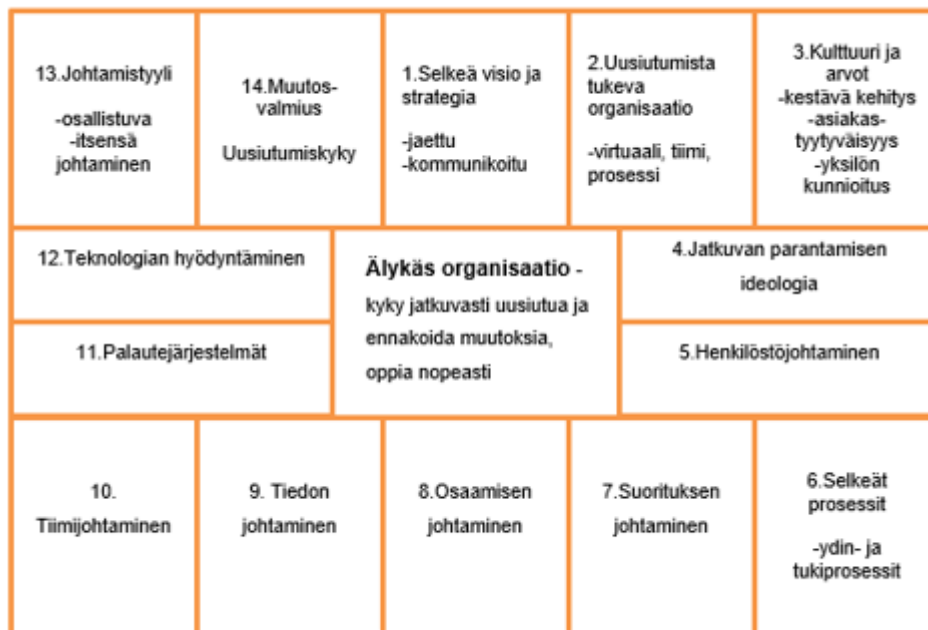 13.Johtamistyyli
-osallistuva
-itsensä
johtaminen
14.Muutos-
valmius
Uusiutumiskyky
1.Selkeä visio ja
strategia
-jaettu
-kommunikoitu
2.Uusiutumista
tukeva
organisaatio
-virtuaali, tiimi,
prosessi
3.Kulttuuri ja
arvot
-kestävä kehitys
-asiakas-
tyytyväisyys
-yksilön
kunnioitus
12.Teknologian hyödyntäminen
Älykäs organisaatio -
kyky jatkuvasti uusiutua ja
ennakoida muutoksia,
oppia nopeasti
4.Jatkuvan parantamisen
ideologia
11.Palautejärjestelmät
5.Henkilöstöjohtaminen
10.
Tiimijohtaminen
9. Tiedon
johtaminen
8.Osaamisen
johtaminen
7.Suorituksen
johtaminen
6.Selkeät
prosessit
-ydin- ja
tukiprosessit